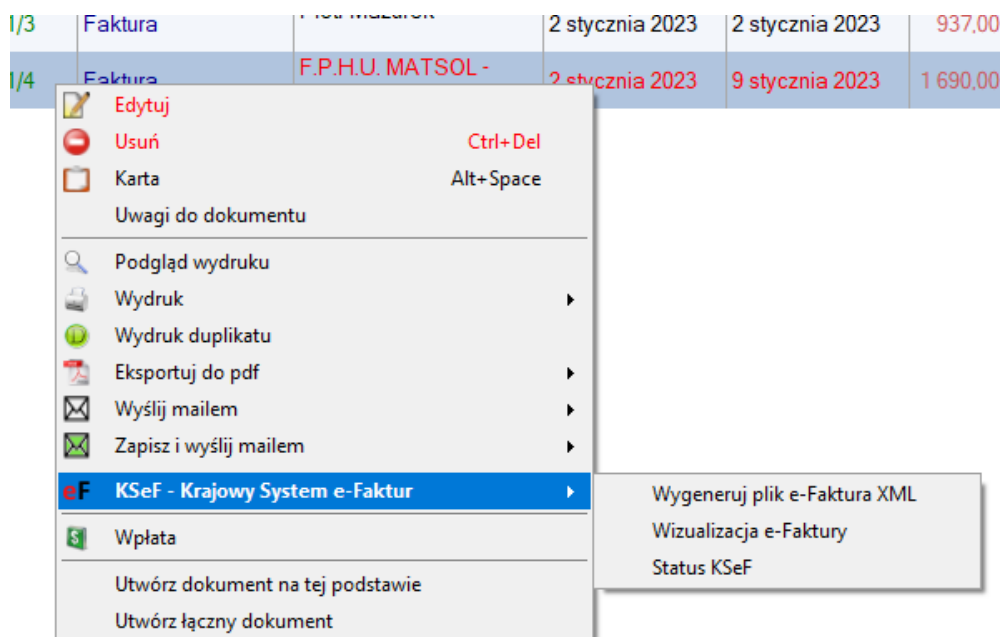 1/3 Faktura Piotr Mazurek 2 stycznia 2023 2 stycznia 2023 937,00
1/4 Faktura F.P.H.U. MATSOL - 2 stycznia 2023 9 stycznia 2023 1 690,00
Edytuj
Usuń Ctrl+Del
Karta Alt+Space
Uwagi do dokumentu
Podgląd wydruku
Wydruk
Wydruk duplikatu
Eksportuj do pdf
Wyślij mailem
Zapisz i wyślij mailem
eF KSeF - Krajowy System e-Faktur
Wygeneruj plik e-Faktura XML
Wizualizacja e-Faktury
Status KSeF
Wpłata
Utwórz dokument na tej podstawie
Utwórz łączny dokument